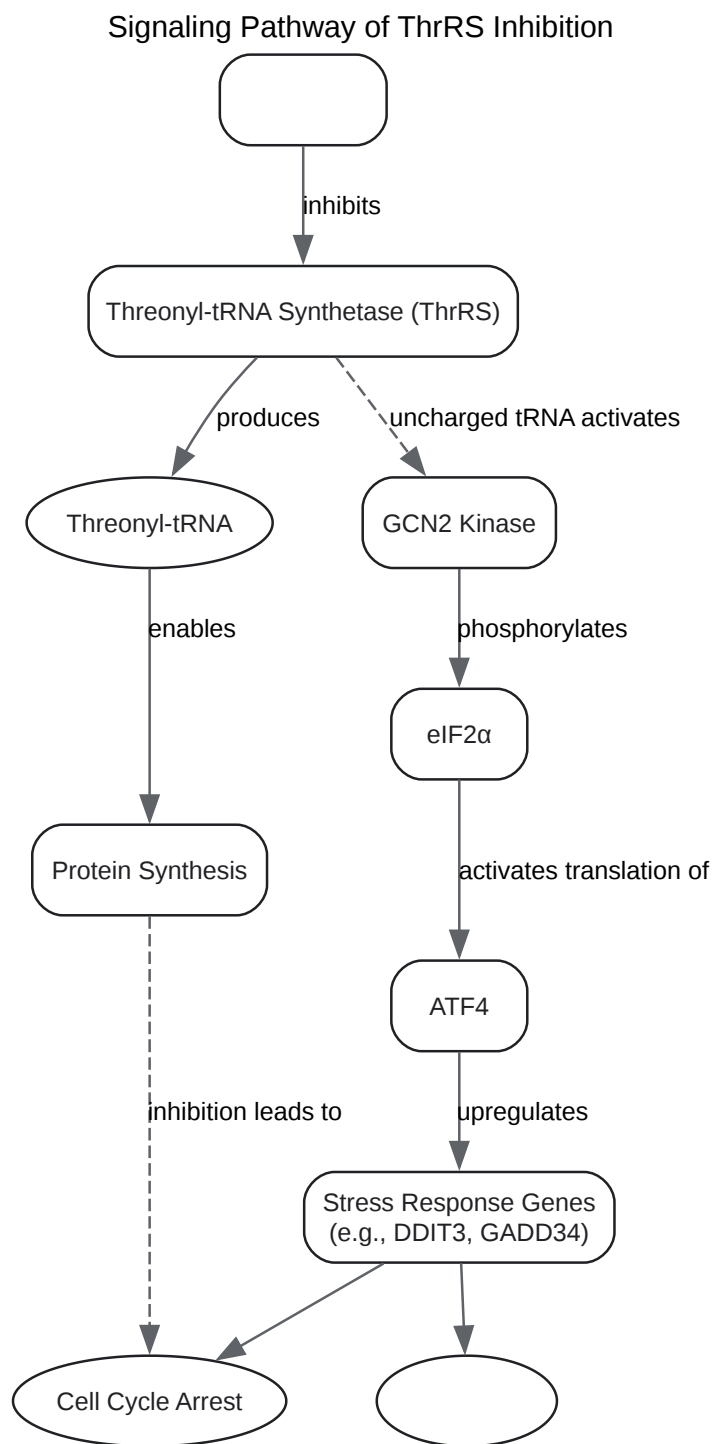 Signaling Pathway of ThrRS Inhibition
inhibits
Threonyl-tRNA Synthetase (ThrRS)
produces
uncharged tRNA activates
Threonyl-tRNA
GCN2 Kinase
enables
phosphorylates
eIF2α
Protein Synthesis
activates translation of
ATF4
inhibition leads to
upregulates
Stress Response Genes
(e.g., DDIT3, GADD34)
Cell Cycle Arrest